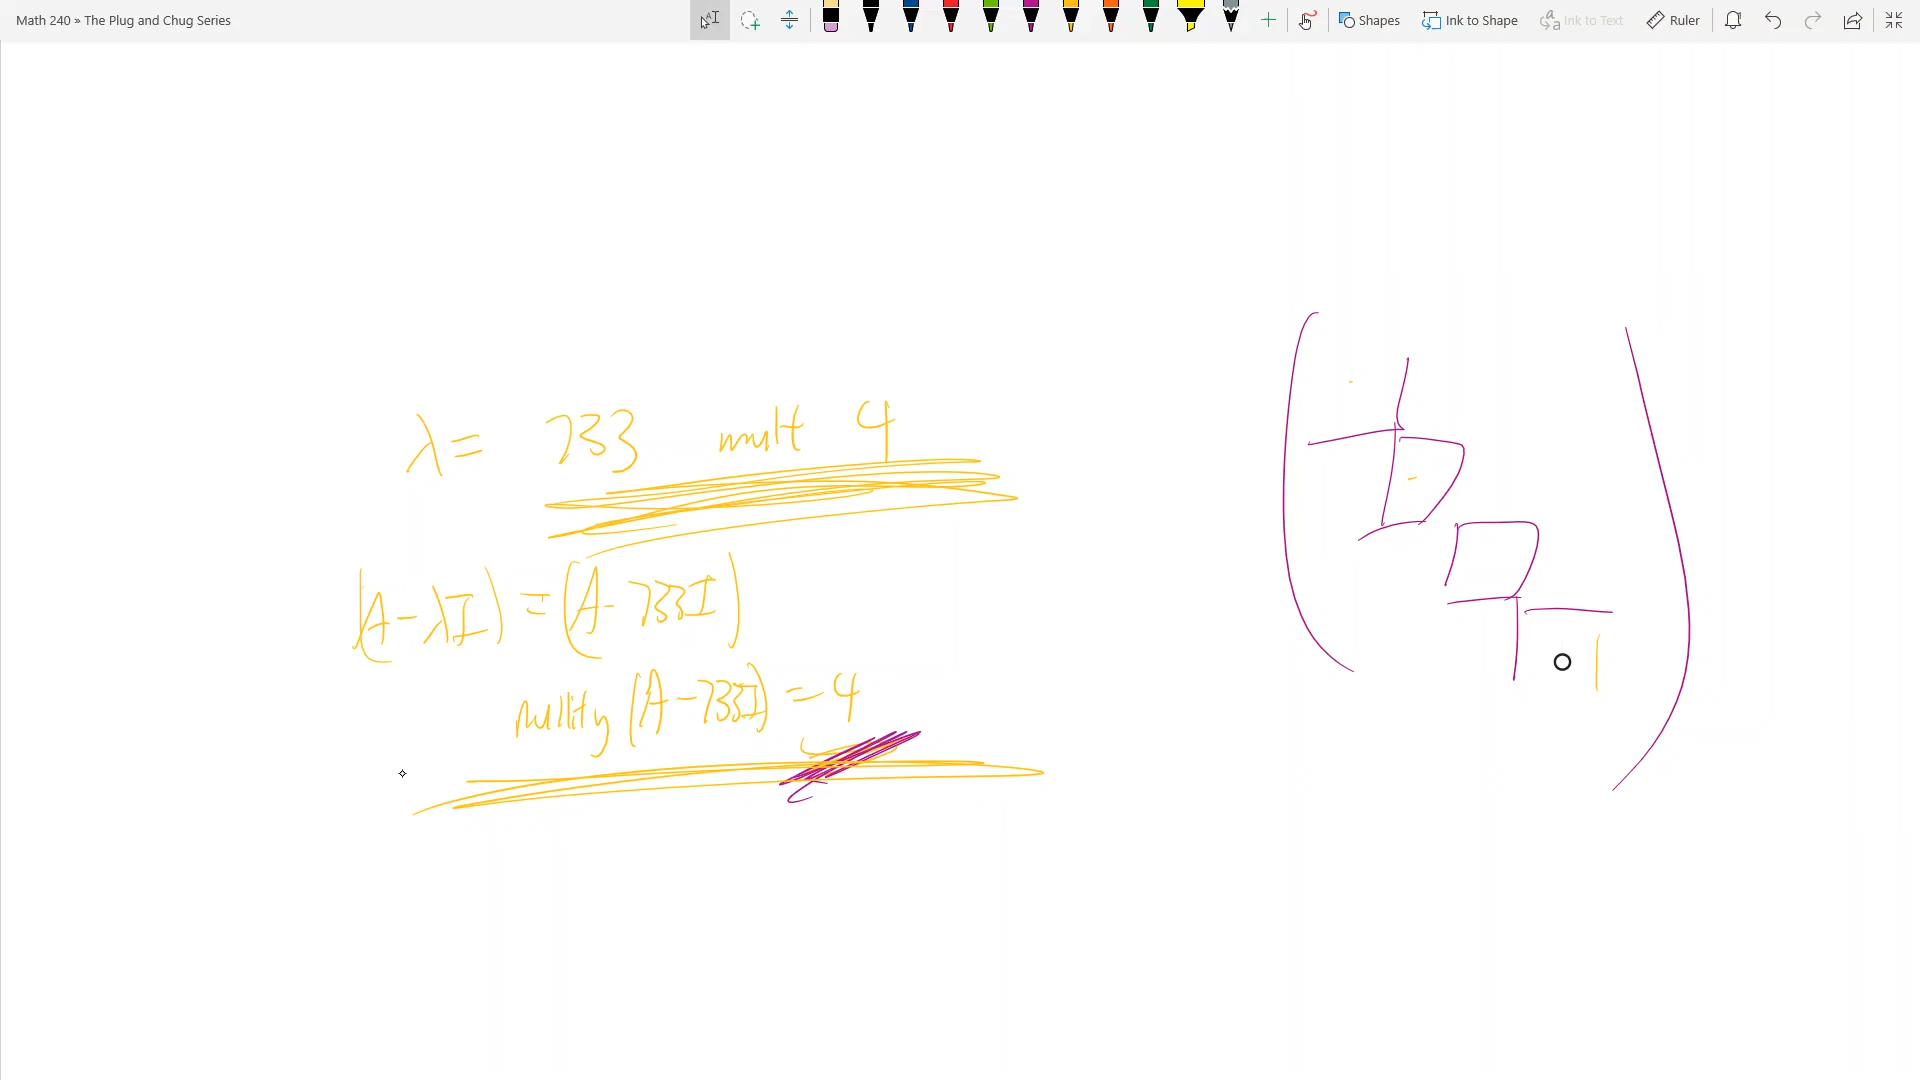 Math 240 » The Plug and Chug Series
Shapes
Ink to Shape
Ink to Text
Ruler
λ = 733 mult 4
(A - λI) = (A - 733I)
nullity (A - 733I) = 4